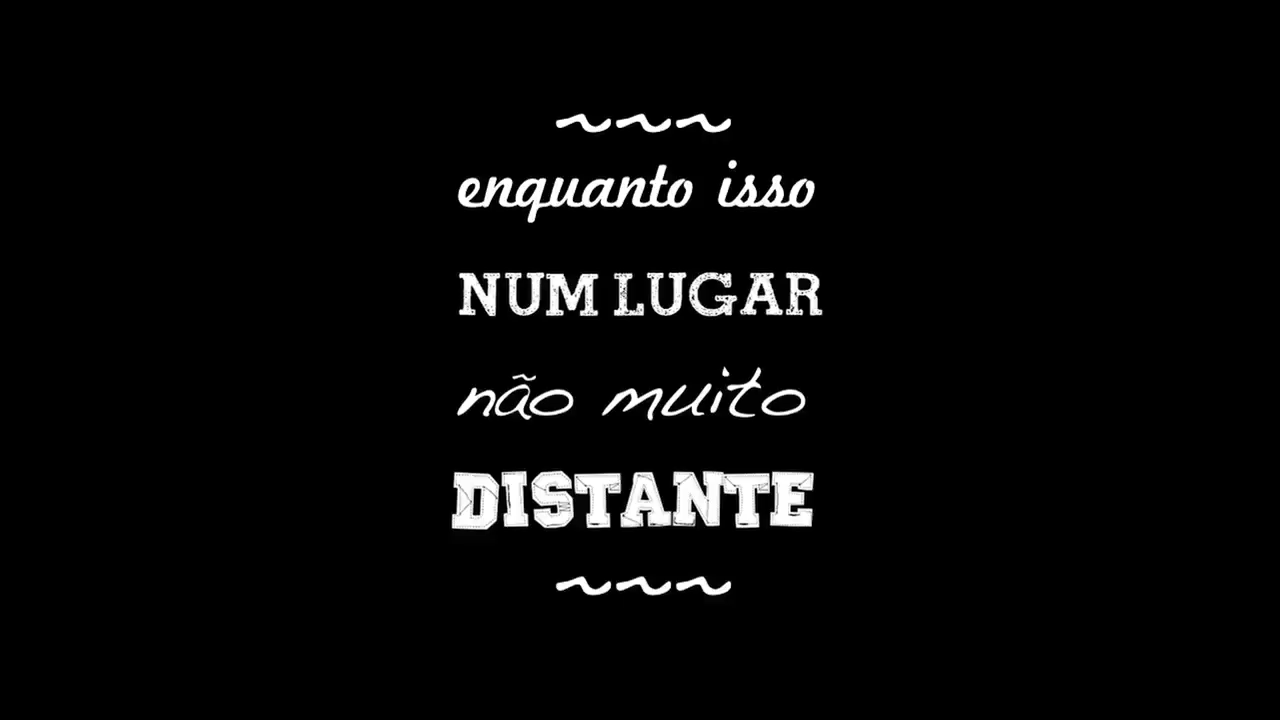 ~~~
enquanto isso
NUM LUGAR
não muito
DISTANTE
~~~